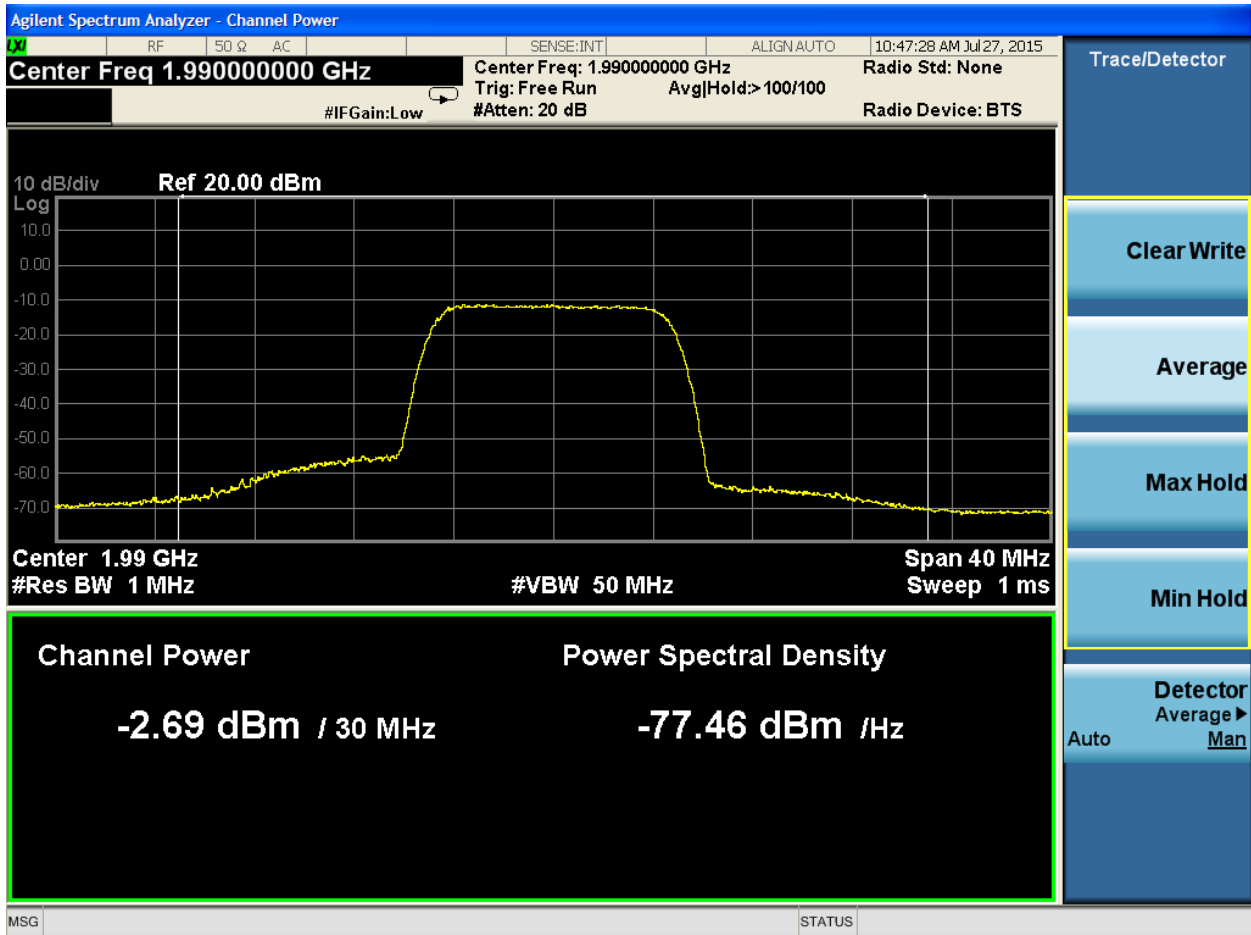 Agilent Spectrum Analyzer - Channel Power
LXI RF 50 Ω AC SENSE:INT ALIGN AUTO 10:47:28 AM Jul 27, 2015
Center Freq 1.990000000 GHz
#IFGain:Low
Center Freq: 1.990000000 GHz
Trig: Free Run Avg|Hold:> 100/100
#Atten: 20 dB
Radio Std: None
Radio Device: BTS
Trace/Detector
10 dB/div Ref 20.00 dBm
Log
10.0
0.00
-10.0
-20.0
-30.0
-40.0
-50.0
-60.0
-70.0
Center 1.99 GHz Span 40 MHz
#Res BW 1 MHz #VBW 50 MHz Sweep 1 ms
Channel Power Power Spectral Density
-2.69 dBm / 30 MHz -77.46 dBm /Hz
Clear Write
Average
Max Hold
Min Hold
Detector
Average▶
Auto Man
MSG STATUS